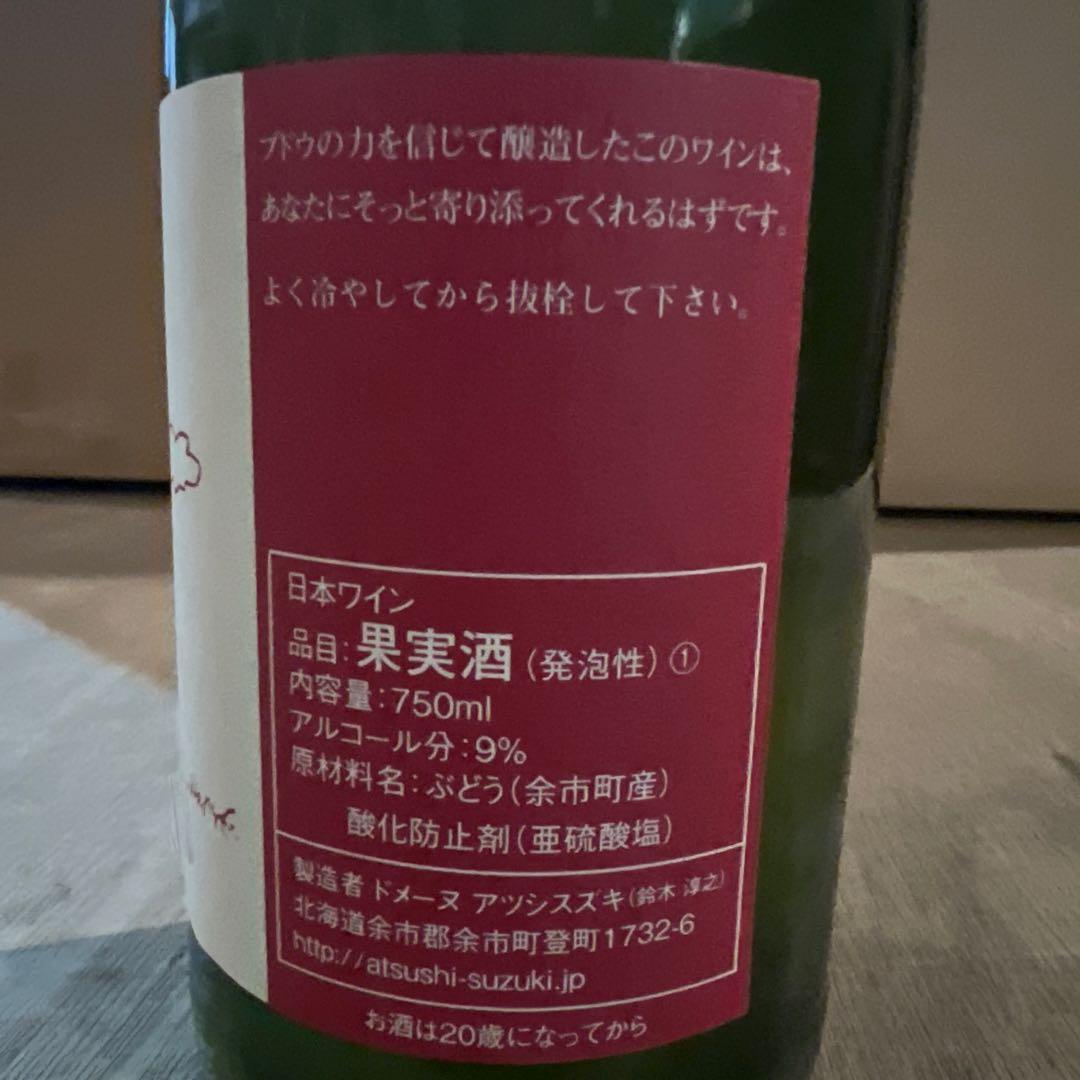 ブドウの力を信じて醸造したこのワインは、
あなたにそっと寄り添ってくれるはずです。
よく冷やしてから抜栓して下さい。
日本ワイン
品目:果実酒(発泡性)①
内容量:750ml
アルコール分:9%
原材料名:ぶどう(余市町産)
酸化防止剤(亜硫酸塩)
製造者 ドメーヌ アツシスズキ(鈴木 淳之)
北海道余市郡余市町登町1732-6
http://atsushi-suzuki.jp
お酒は20歳になってから